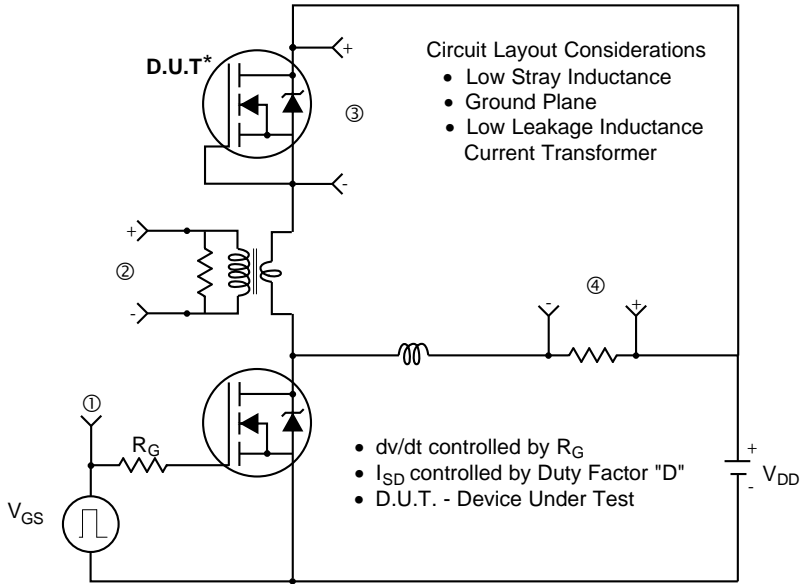 D.U.T*
+
③
-
Circuit Layout Considerations
• Low Stray Inductance
• Ground Plane
• Low Leakage Inductance
Current Transformer
+
②
-
④
-
+
①
R_G
V_GS
• dv/dt controlled by R_G
• I_SD controlled by Duty Factor "D"
• D.U.T. - Device Under Test
+
V_DD
-